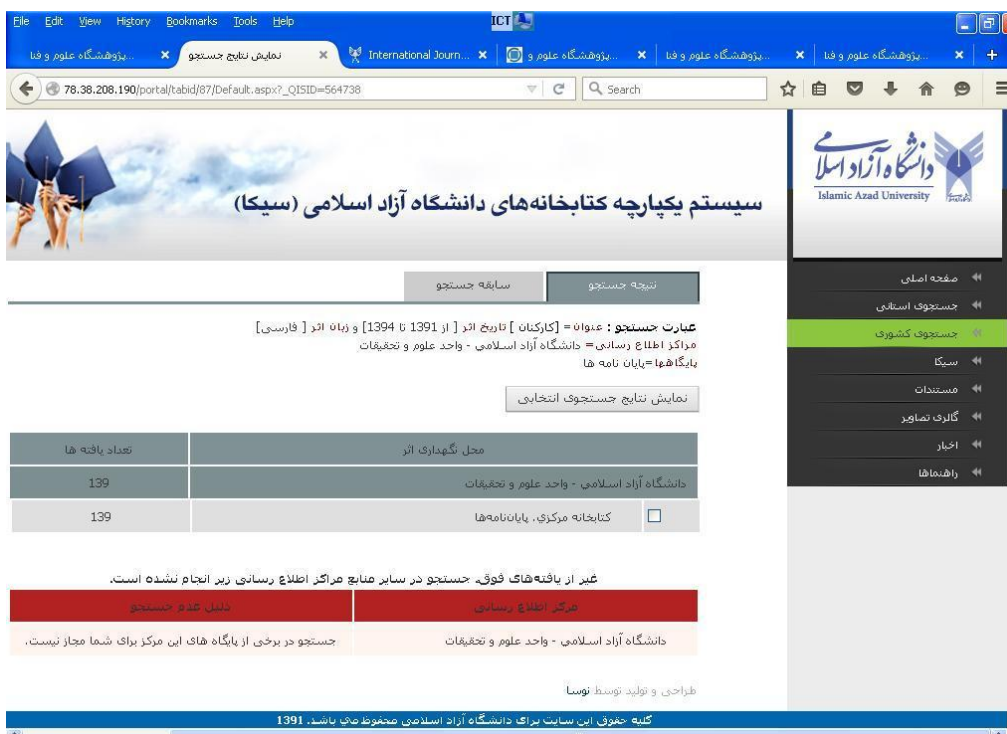 File Edit View History Bookmarks Tools Help
ICT
پژوهشگاه علوم و فنا...
نمایش نتایج جستجو
International Journ...
پژوهشگاه علوم و...
پژوهشگاه علوم و فنا...
پژوهشگاه علوم و فنا...
78.38.208.190/portal/tabid/87/Default.aspx?_QISID=564738
Search
دانشگاه آزاد اسلامی
Islamic Azad University
سیستم یکپارچه کتابخانه‌های دانشگاه آزاد اسلامی (سیکا)
صفحه اصلی
جستجوی استانی
جستجوی کشوری
سیکا
مستندات
گالری تصاویر
اخبار
راهنماها
نتیجه جستجو
سابقه جستجو
عبارت جستجو : عنوان = [کارکنان ] تاریخ اثر [ از 1391 تا 1394] و زبان اثر [ فارسی]
مراکز اطلاع رسانی= دانشگاه آزاد اسلامی - واحد علوم و تحقیقات
پایگاهها=پایان نامه ها
نمایش نتایج جستجوی انتخابی
محل نگهداری اثر تعداد یافته ها
دانشگاه آزاد اسلامی - واحد علوم و تحقیقات 139
کتابخانه مرکزي، پایان‌نامه‌ها 139
غیر از یافته‌های فوق، جستجو در سایر منابع مراکز اطلاع رسانی زیر انجام نشده است.
مرکز اطلاع رسانی دلیل عدم جستجو
دانشگاه آزاد اسلامي - واحد علوم و تحقیقات جستجو در برخی از پایگاه های این مرکز برای شما مجاز نیست.
طراحی و تولید توسط نوسا
کلیه حقوق این سایت برای دانشگاه آزاد اسلامی محفوظ می باشد. 1391